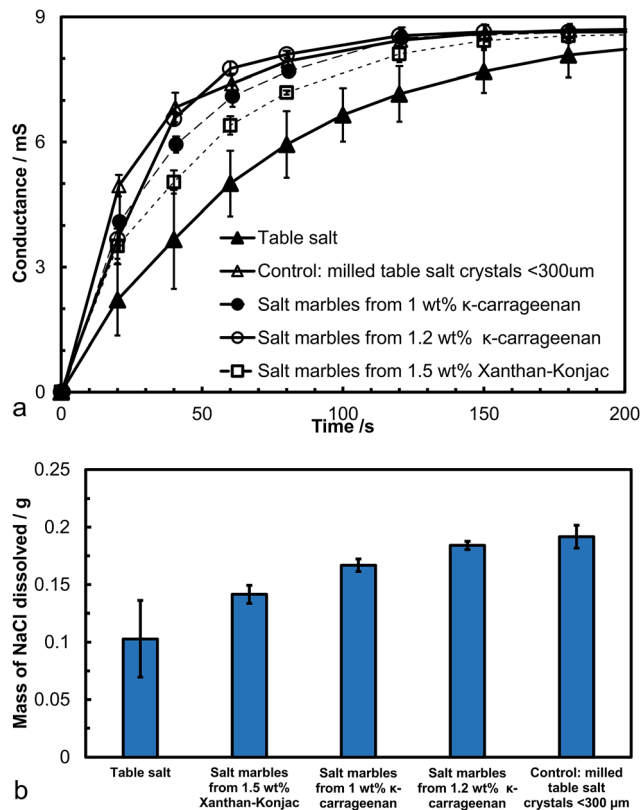 9
6
3
0
Conductance / mS
Table salt
Control: milled table salt crystals <300um
Salt marbles from 1 wt% κ-carrageenan
Salt marbles from 1.2 wt% κ-carrageenan
Salt marbles from 1.5 wt% Xanthan-Konjac
0 50 100 150 200
Time /s
a
0.25
0.2
0.15
0.1
0.05
0
Mass of NaCl dissolved / g
Table salt
Salt marbles
from 1.5 wt%
Xanthan-Konjac
Salt marbles
from 1 wt% κ-
carrageenan
Salt marbles
from 1.2 wt% κ-
carrageenan
Control: milled
table salt
crystals <300 µm
b